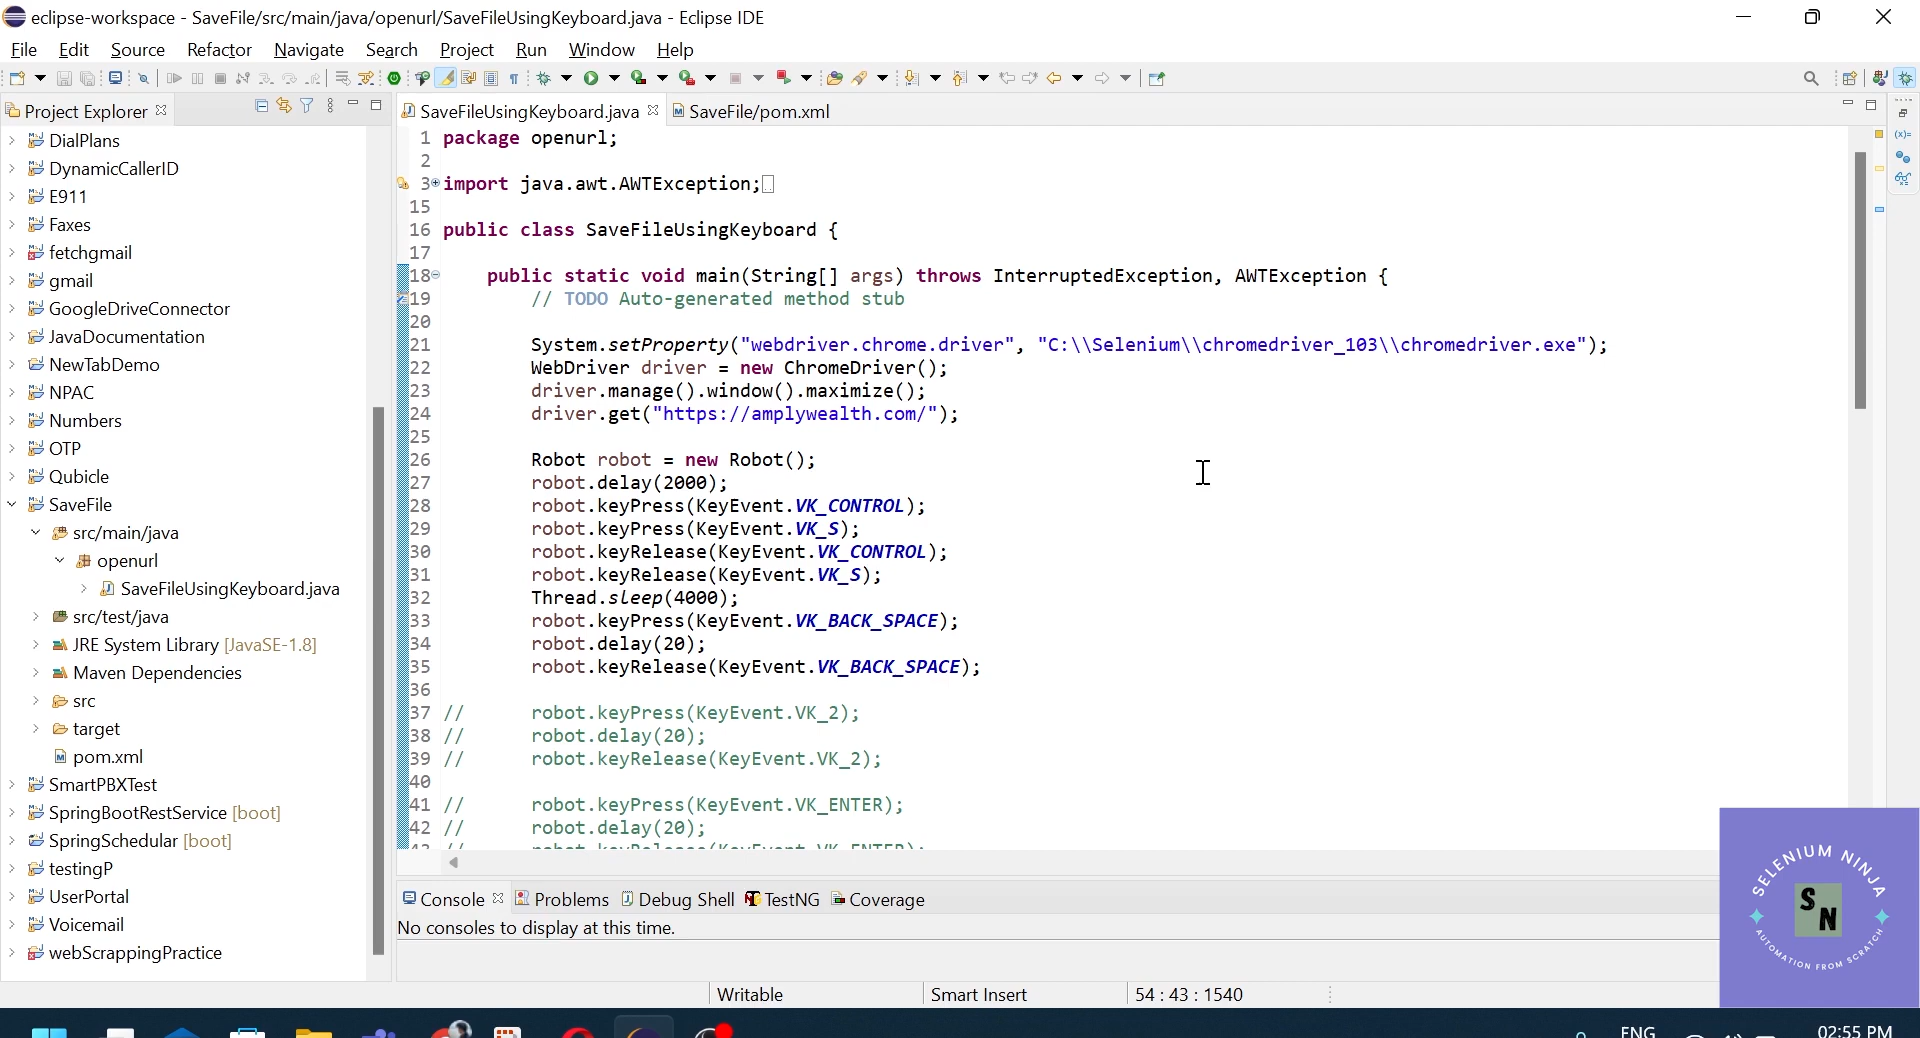 eclipse-workspace - SaveFile/src/main/java/openurl/SaveFileUsingKeyboard.java - Eclipse IDE
File Edit Source Refactor Navigate Search Project Run Window Help
Project Explorer
DialPlans
DynamicCallerID
E911
Faxes
fetchgmail
gmail
GoogleDriveConnector
JavaDocumentation
NewTabDemo
NPAC
Numbers
OTP
Qubicle
SaveFile
src/main/java
openurl
SaveFileUsingKeyboard.java
src/test/java
JRE System Library [JavaSE-1.8]
Maven Dependencies
src
target
pom.xml
SmartPBXTest
SpringBootRestService [boot]
SpringSchedular [boot]
testingP
UserPortal
Voicemail
webScrappingPractice
SaveFileUsingKeyboard.java SaveFile/pom.xml
1 package openurl;
2
3 import java.awt.AWTException;
15
16 public class SaveFileUsingKeyboard {
17
18 public static void main(String[] args) throws InterruptedException, AWTException {
19 // TODO Auto-generated method stub
20
21 System.setProperty("webdriver.chrome.driver", "C:\\Selenium\\chromedriver_103\\chromedriver.exe");
22 WebDriver driver = new ChromeDriver();
23 driver.manage().window().maximize();
24 driver.get("https://amplywealth.com/");
25
26 Robot robot = new Robot();
27 robot.delay(2000);
28 robot.keyPress(KeyEvent.VK_CONTROL);
29 robot.keyPress(KeyEvent.VK_S);
30 robot.keyRelease(KeyEvent.VK_CONTROL);
31 robot.keyRelease(KeyEvent.VK_S);
32 Thread.sleep(4000);
33 robot.keyPress(KeyEvent.VK_BACK_SPACE);
34 robot.delay(20);
35 robot.keyRelease(KeyEvent.VK_BACK_SPACE);
36
37 // robot.keyPress(KeyEvent.VK_2);
38 // robot.delay(20);
39 // robot.keyRelease(KeyEvent.VK_2);
40
41 // robot.keyPress(KeyEvent.VK_ENTER);
42 // robot.delay(20);
43 // robot.keyRelease(KeyEvent.VK_ENTER);
Console Problems Debug Shell TestNG Coverage
No consoles to display at this time.
Writable Smart Insert 54 : 43 : 1540
SELENIUM NINJA
S N
AUTOMATION FROM SCRATCH
ENG
02:55 PM